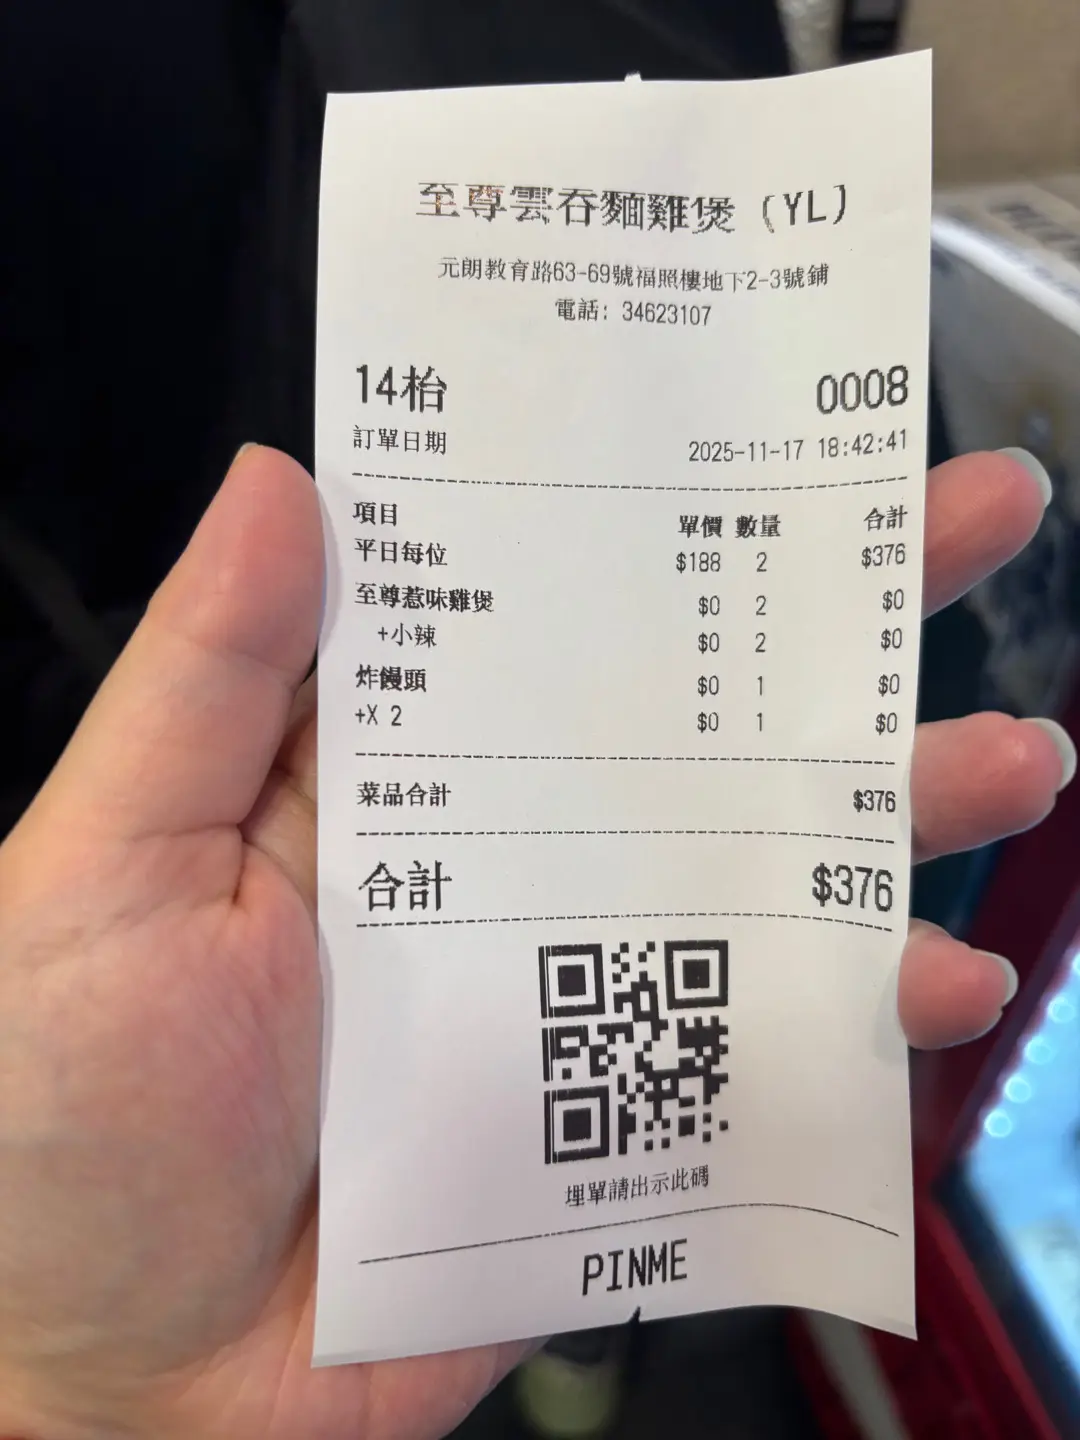 至尊雲吞麵雞煲 (YL)
元朗教育路63-69號福照樓地下2-3號鋪
電話: 34623107
14枱 0008
訂單日期 2025-11-17 18:42:41
項目 單價 數量 合計
平日每位 $188 2 $376
至尊惹味雞煲 $0 2 $0
+小辣 $0 2 $0
炸饅頭 $0 1 $0
+X 2 $0 1 $0
菜品合計 $376
合計 $376
埋單請出示此碼
PINME